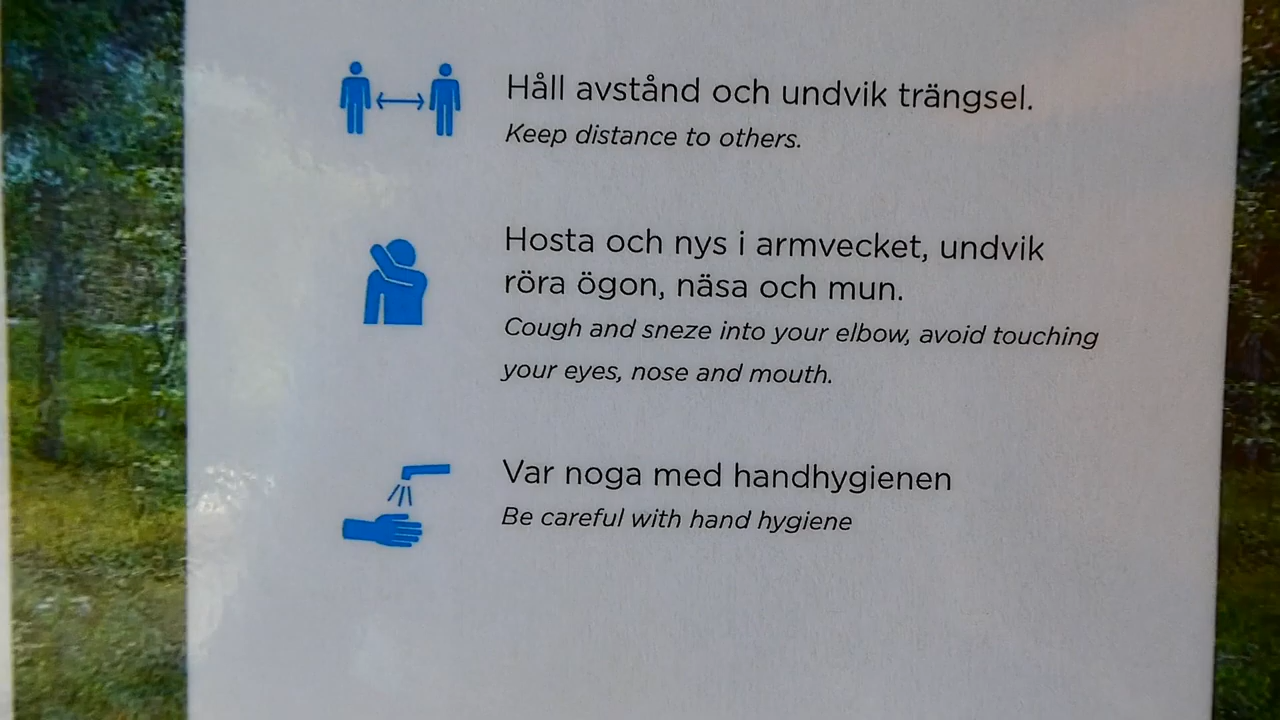 Håll avstånd och undvik trängsel.
Keep distance to others.
Hosta och nys i armvecket, undvik
röra ögon, näsa och mun.
Cough and sneze into your elbow, avoid touching
your eyes, nose and mouth.
Var noga med handhygienen
Be careful with hand hygiene